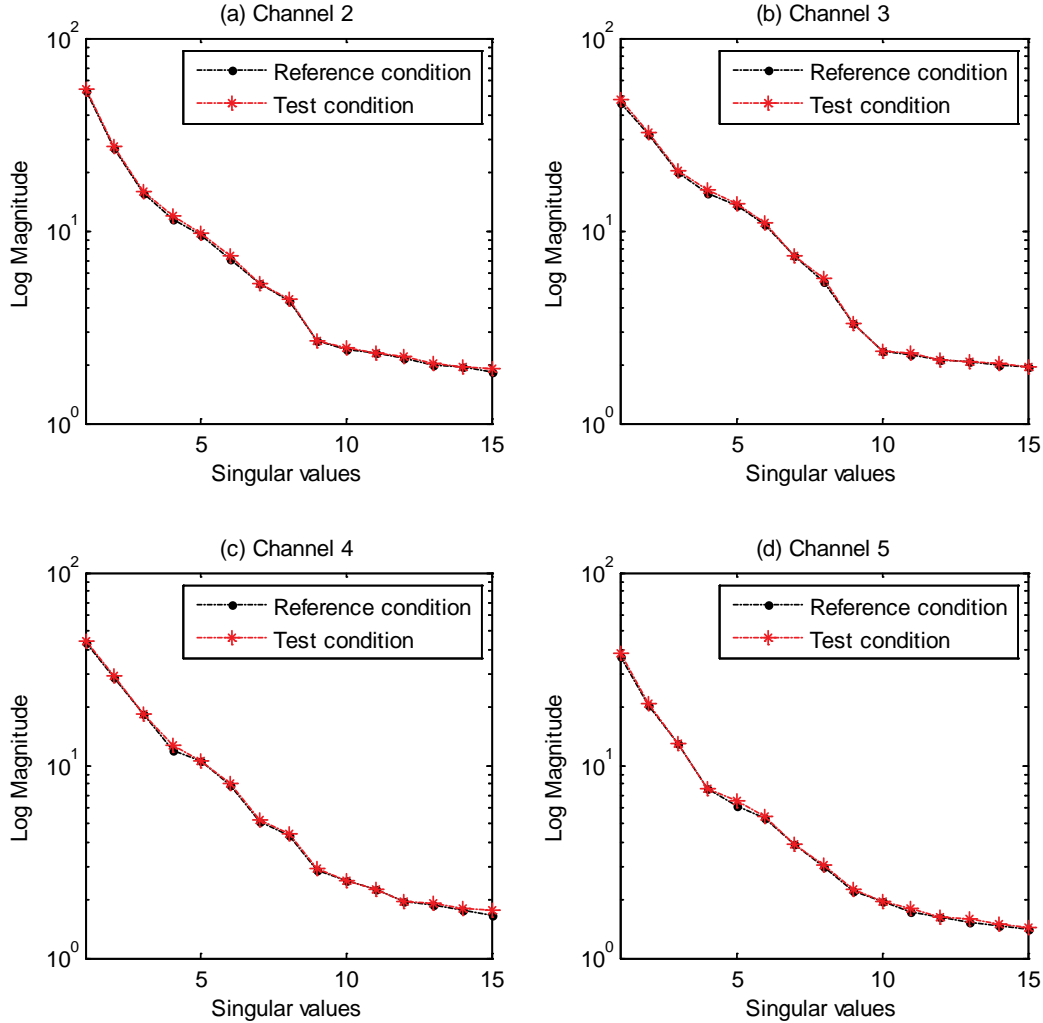 (a) Channel 2
10^2
10^1
10^0
Log Magnitude
Reference condition
Test condition
5
10
15
Singular values
(b) Channel 3
10^2
10^1
10^0
Log Magnitude
Reference condition
Test condition
5
10
15
Singular values
(c) Channel 4
10^2
10^1
10^0
Log Magnitude
Reference condition
Test condition
5
10
15
Singular values
(d) Channel 5
10^2
10^1
10^0
Log Magnitude
Reference condition
Test condition
5
10
15
Singular values